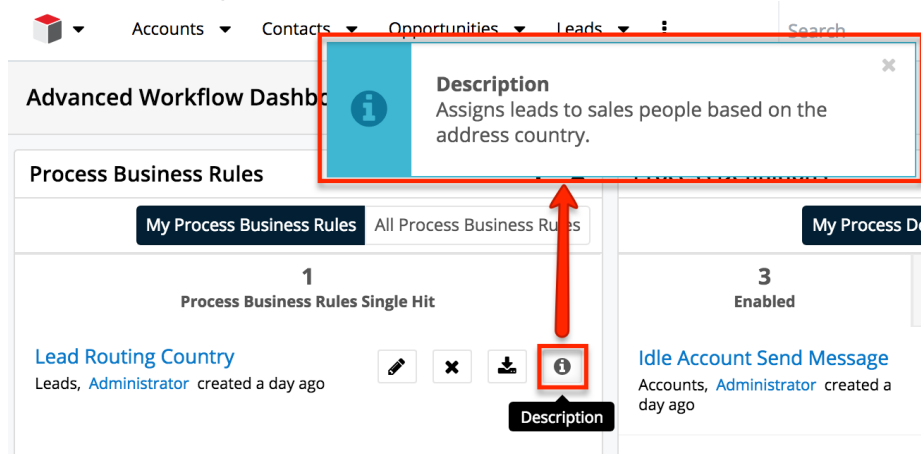 Accounts Contacts Opportunities Leads Search
Description
Assigns leads to sales people based on the
address country.
Advanced Workflow Dashbo
Process Business Rules
My Process Business Rules All Process Business Rules My Process De
1
Process Business Rules Single Hit
3
Enabled
Lead Routing Country
Leads, Administrator created a day ago
Description
Idle Account Send Message
Accounts, Administrator created a
day ago